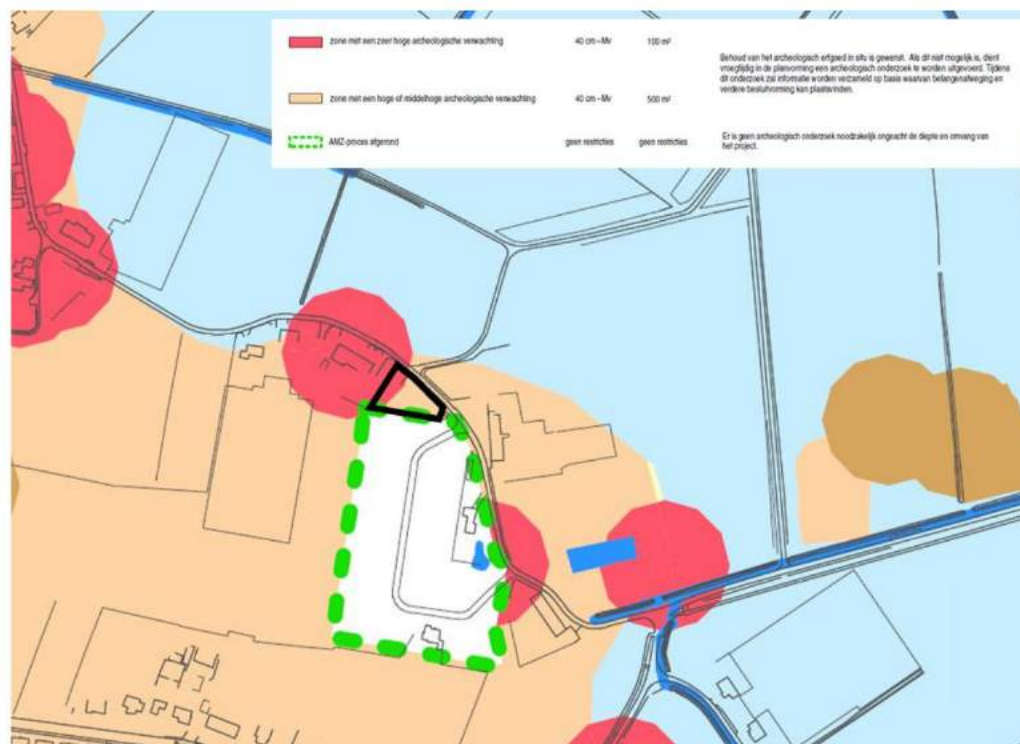 zone met een zeer hoge archeologische verwachting 40 cm –Mv 100 m²
Behoud van het archeologisch erfgoed in situ is gewenst. Als dit niet mogelijk is, dient
vroegtijdig in de planvorming een archeologisch onderzoek te worden uitgevoerd. Tijdens
dit onderzoek zal informatie worden verzameld op basis waarvan belangenafweging en
verdere besluitvorming kan plaatsvinden.
zone met een hoge of middelhoge archeologische verwachting 40 cm –Mv 500 m²
AMZ-proces afgerond geen restricties geen restricties
Er is geen archeologisch onderzoek noodzakelijk ongeacht de diepte en omvang van
het project.